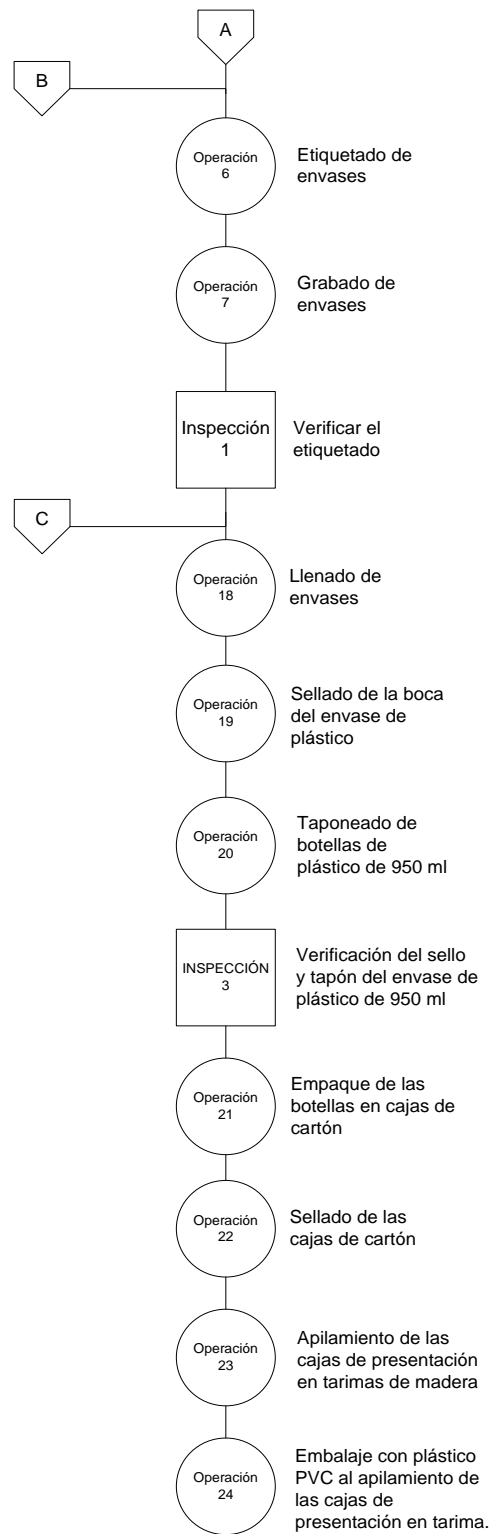 A
B
Operación
6
Etiquetado de
envases
Operación
7
Grabado de
envases
Inspección
1
Verificar el
etiquetado
C
Operación
18
Llenado de
envases
Operación
19
Sellado de la boca
del envase de
plástico
Operación
20
Taponeado de
botellas de
plástico de 950 ml
INSPECCIÓN
3
Verificación del sello
y tapón del envase de
plástico de 950 ml
Operación
21
Empaque de las
botellas en cajas de
cartón
Operación
22
Sellado de las
cajas de cartón
Operación
23
Apilamiento de las
cajas de presentación
en tarimas de madera
Operación
24
Embalaje con plástico
PVC al apilamiento de
las cajas de
presentación en tarima.